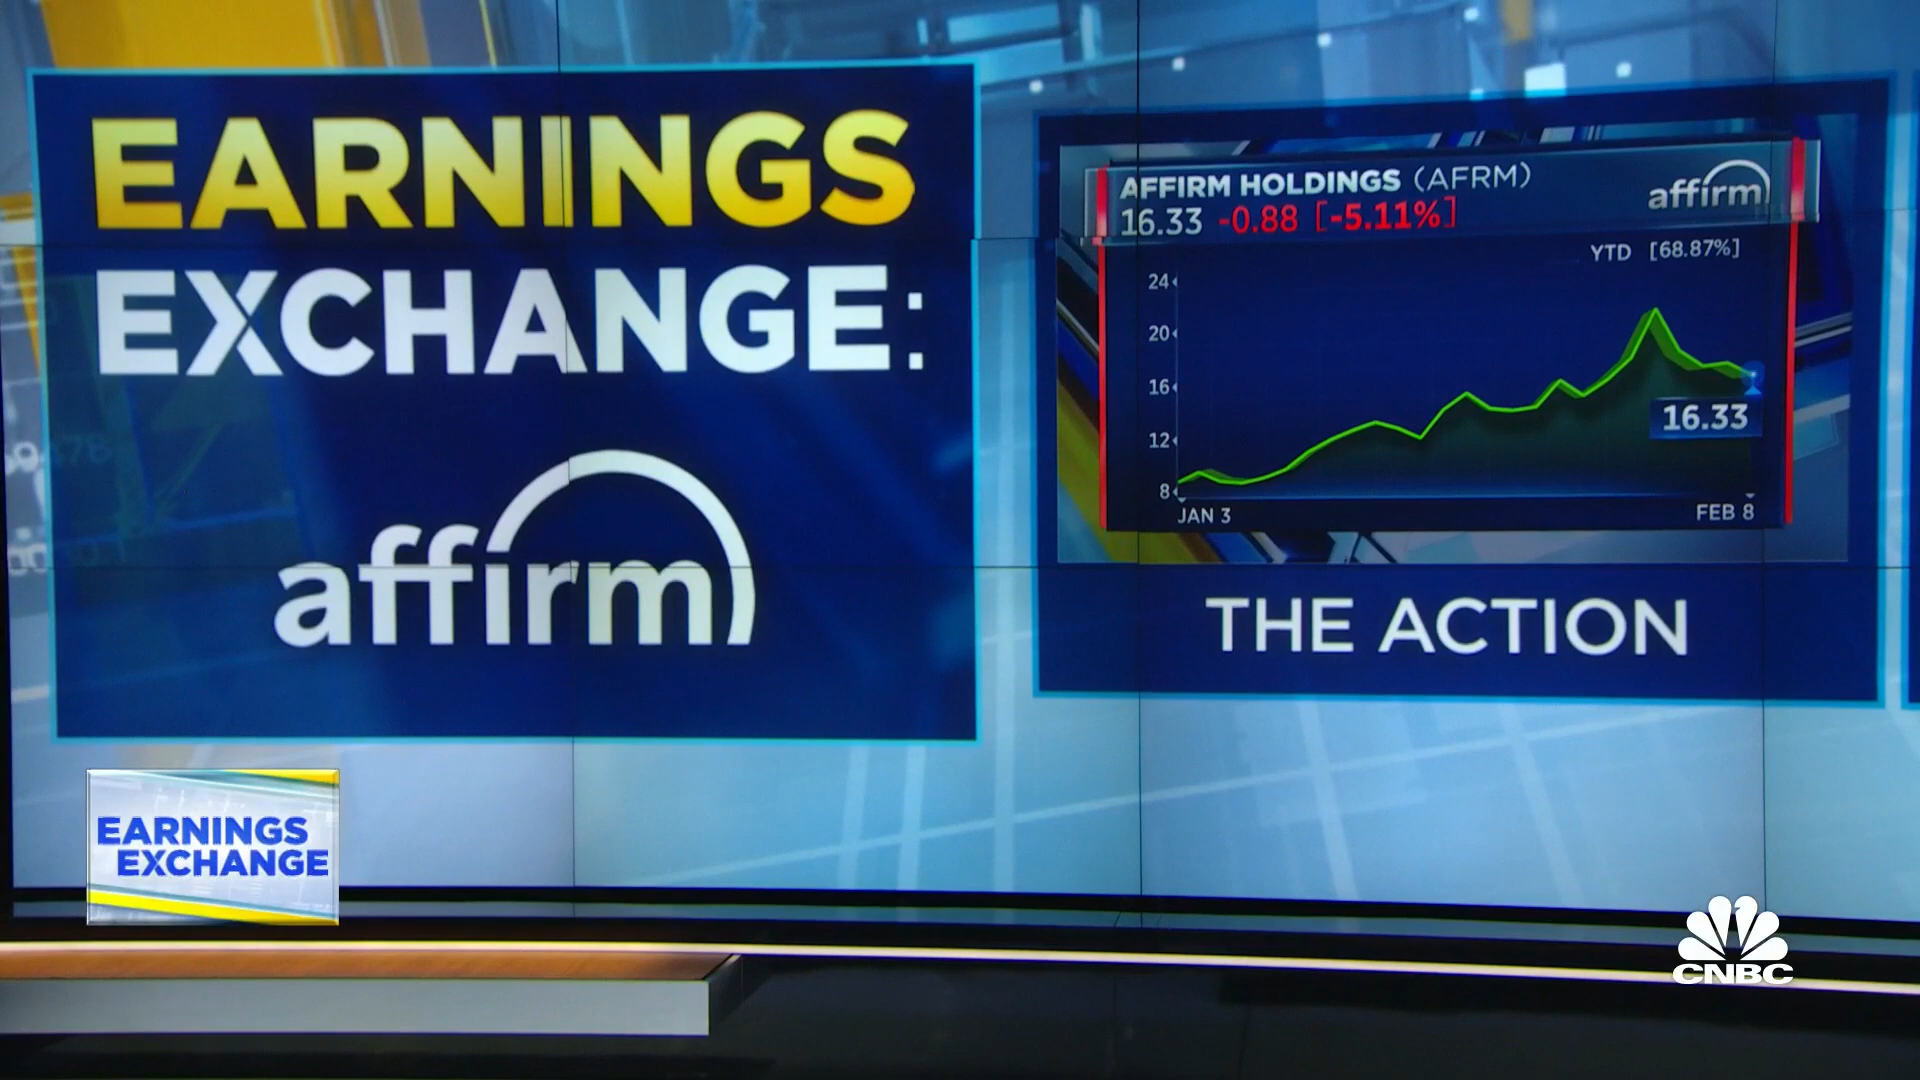 EARNINGS
EXCHANGE:
affirm
AFFIRM HOLDINGS (AFRM)
16.33 -0.88 [-5.11%]
affirm
YTD [68.87%]
24
20
16
12
8
16.33
JAN 3
FEB 8
THE ACTION
EARNINGS
EXCHANGE
CNBC